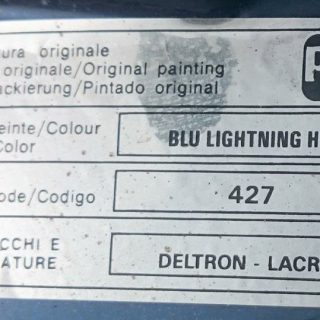 ura originale
originale/Original painting
ackierung/Pintado original
einte/Colour
Color
BLU LIGHTNING H
ode/Codigo
427
CCHI E
ATURE
DELTRON - LACR